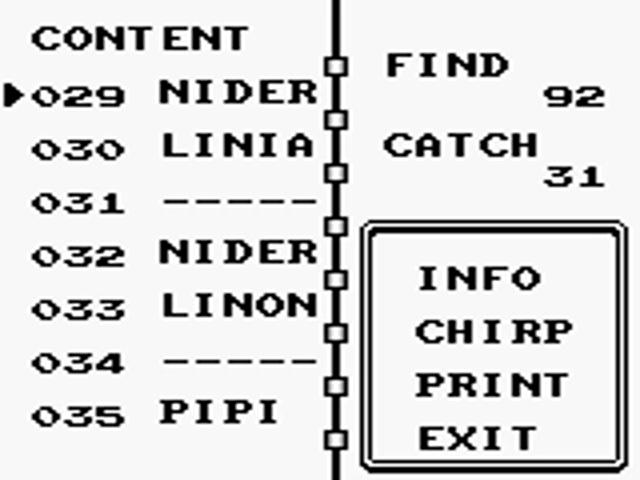 CONTENT
029 NIDER
030 LINIA
031 -----
032 NIDER
033 LINON
034 -----
035 PIPI
FIND
92
CATCH
31
INFO
CHIRP
PRINT
EXIT